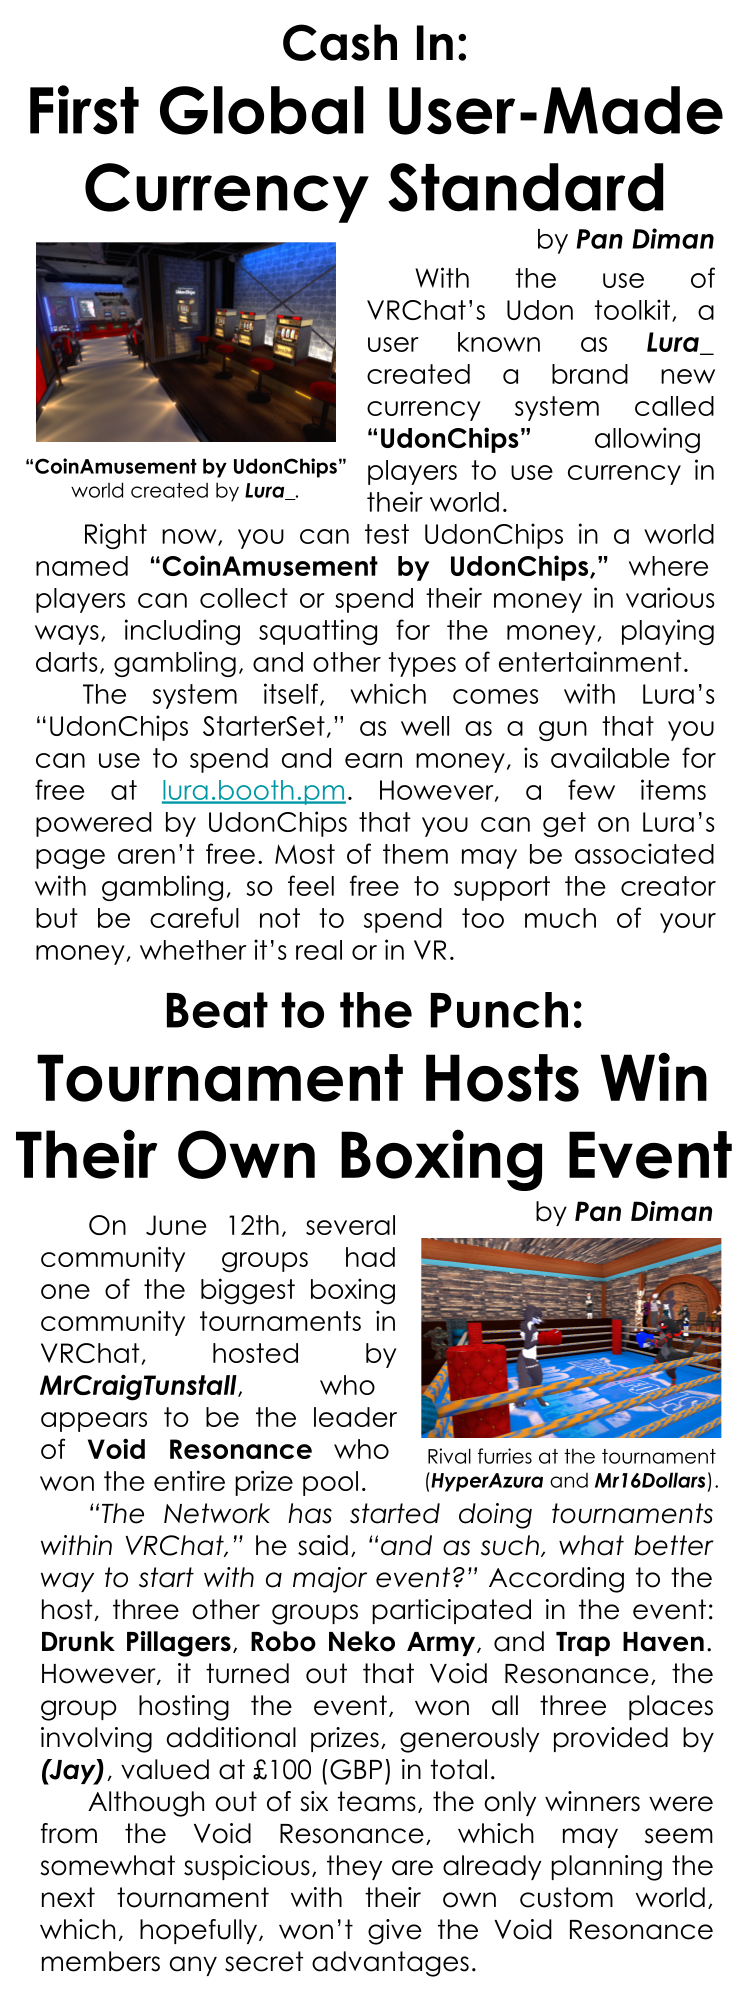 Cash In:
First Global User-Made
Currency Standard
by Pan Diman
“CoinAmusement by UdonChips”
world created by Lura_.
With the use of
VRChat’s Udon toolkit, a
user known as Lura_
created a brand new
currency system called
“UdonChips” allowing
players to use currency in
their world.
Right now, you can test UdonChips in a world
named “CoinAmusement by UdonChips,” where
players can collect or spend their money in various
ways, including squatting for the money, playing
darts, gambling, and other types of entertainment.
The system itself, which comes with Lura’s
“UdonChips StarterSet,” as well as a gun that you
can use to spend and earn money, is available for
free at lura.booth.pm. However, a few items
powered by UdonChips that you can get on Lura’s
page aren’t free. Most of them may be associated
with gambling, so feel free to support the creator
but be careful not to spend too much of your
money, whether it’s real or in VR.
Beat to the Punch:
Tournament Hosts Win
Their Own Boxing Event
by Pan Diman
On June 12th, several
community groups had
one of the biggest boxing
community tournaments in
VRChat, hosted by
MrCraigTunstall, who
appears to be the leader
of Void Resonance who
won the entire prize pool.
Rival furries at the tournament
(HyperAzura and Mr16Dollars).
“The Network has started doing tournaments
within VRChat,” he said, “and as such, what better
way to start with a major event?” According to the
host, three other groups participated in the event:
Drunk Pillagers, Robo Neko Army, and Trap Haven.
However, it turned out that Void Resonance, the
group hosting the event, won all three places
involving additional prizes, generously provided by
(Jay), valued at £100 (GBP) in total.
Although out of six teams, the only winners were
from the Void Resonance, which may seem
somewhat suspicious, they are already planning the
next tournament with their own custom world,
which, hopefully, won’t give the Void Resonance
members any secret advantages.